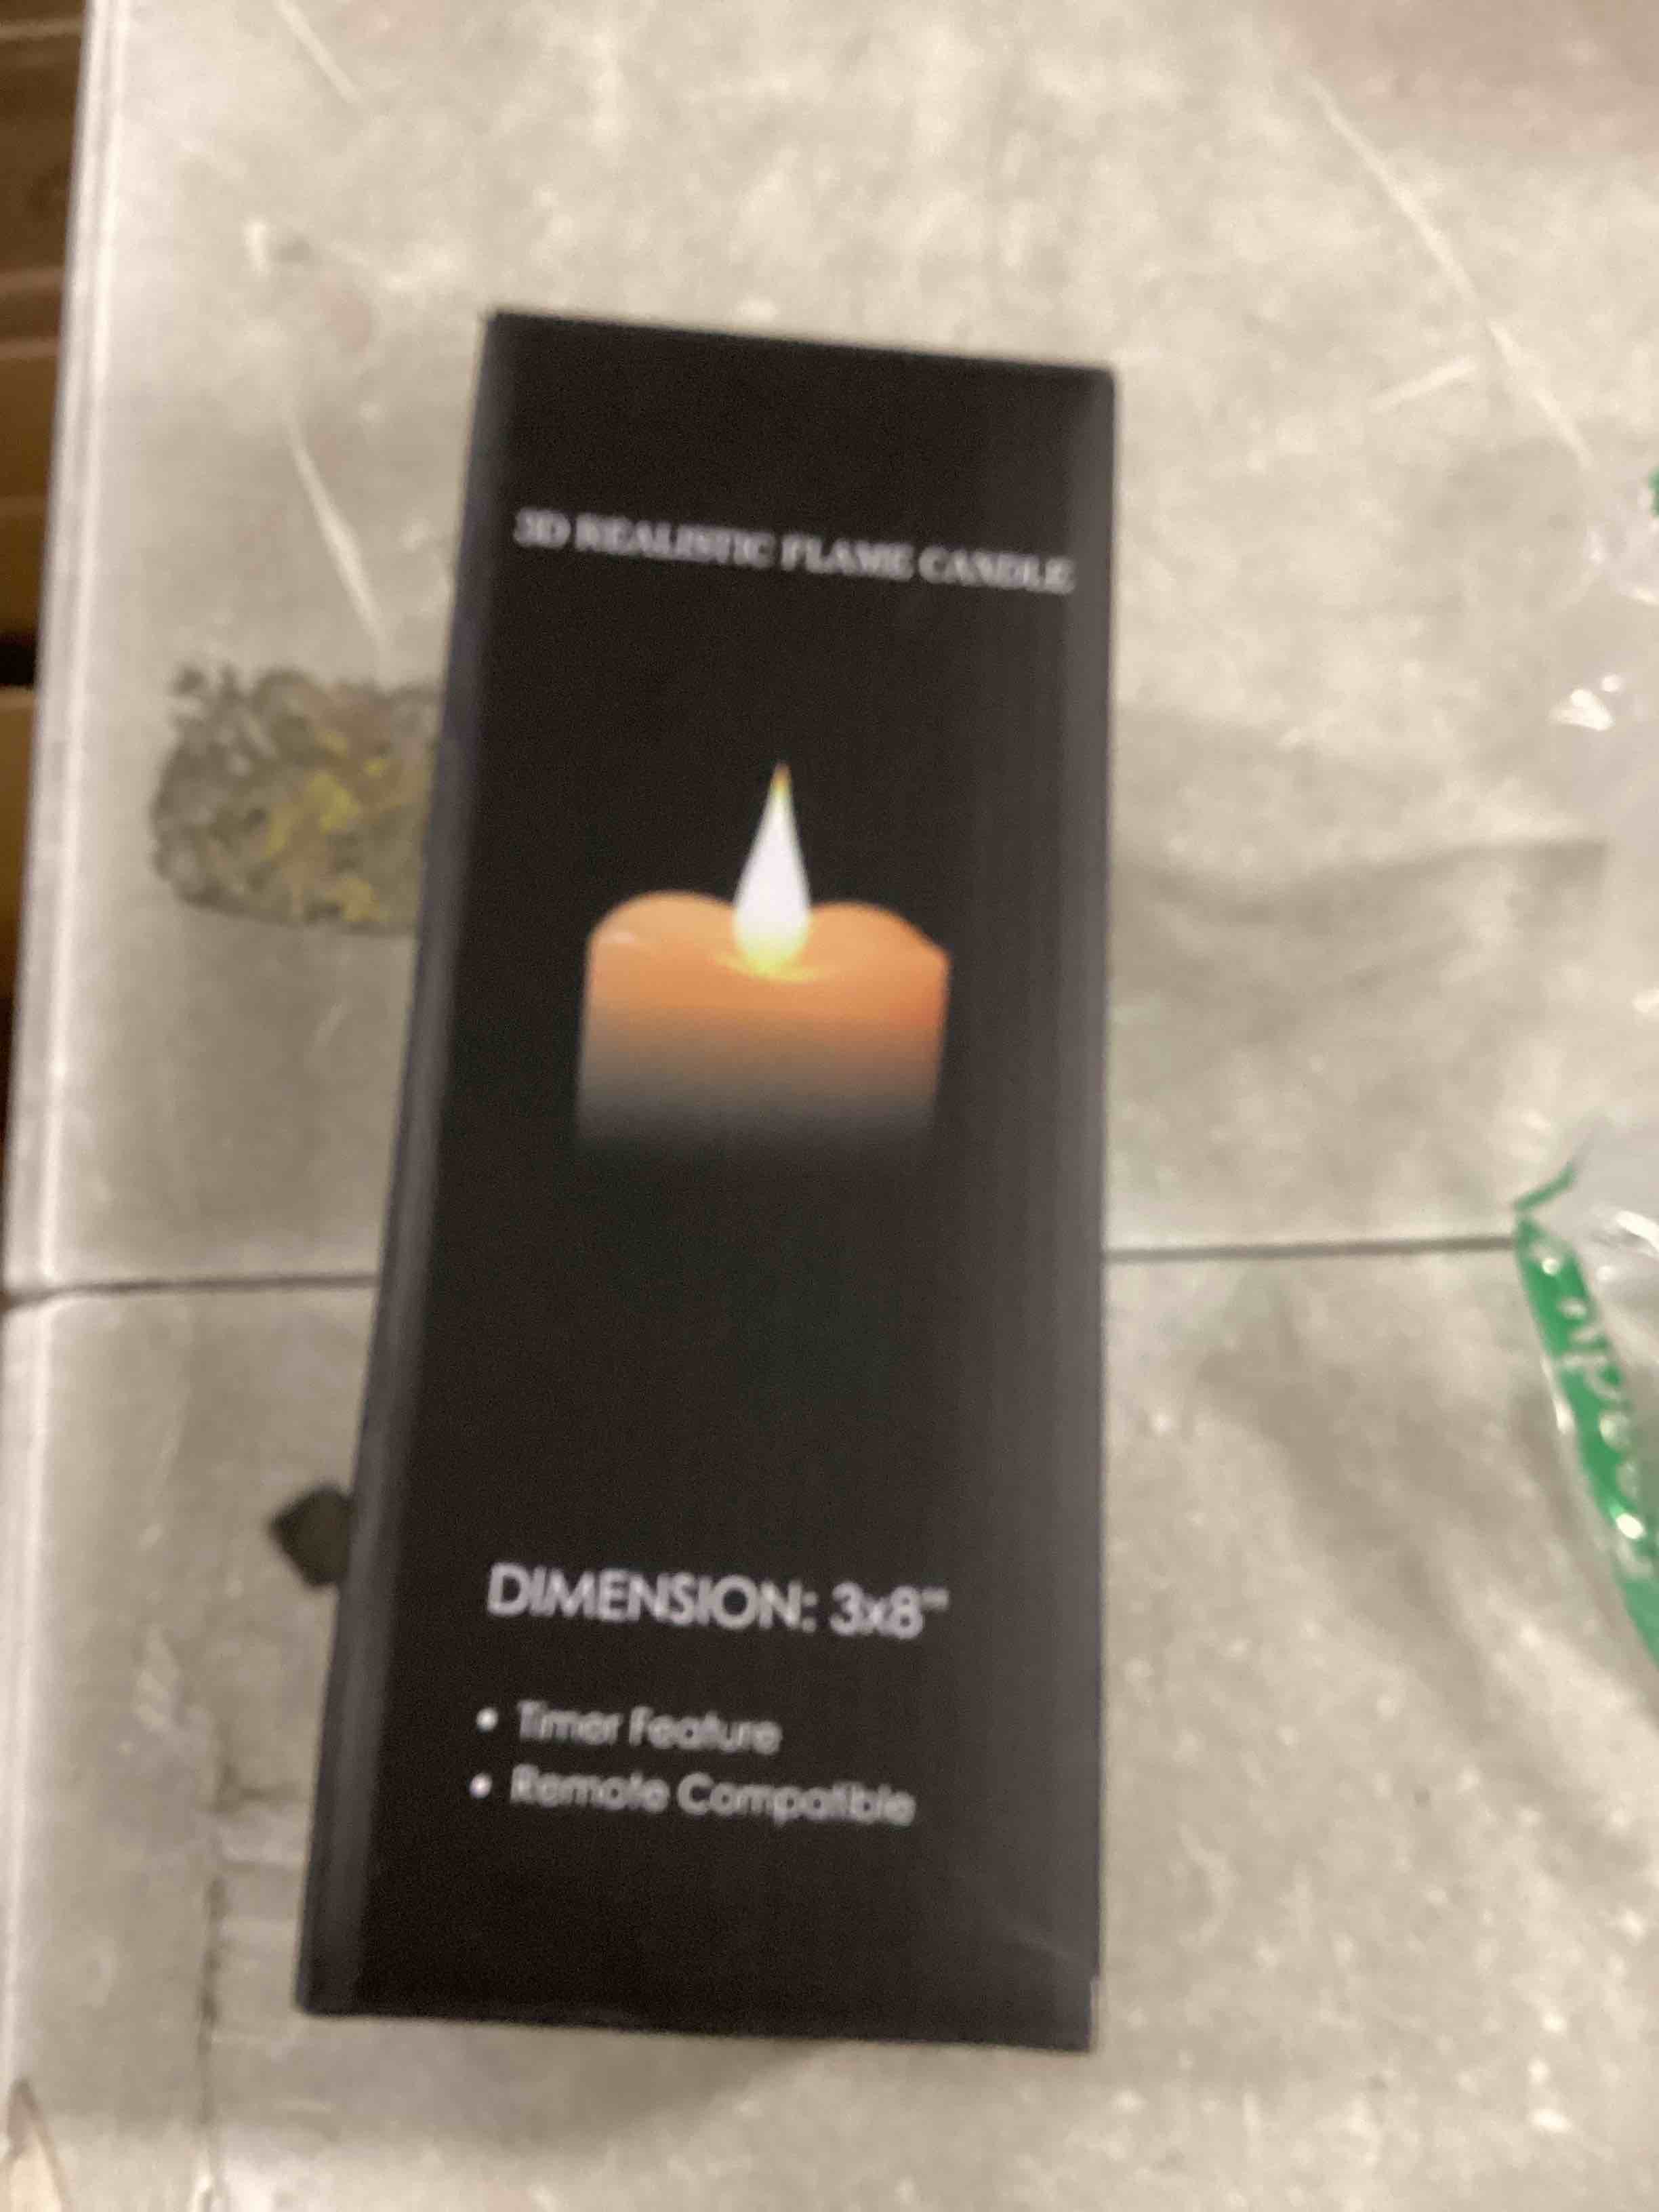 3D REALISTIC FLAME CANDLE
DIMENSION: 3x8"
• Timer Feature
• Remote Compatible